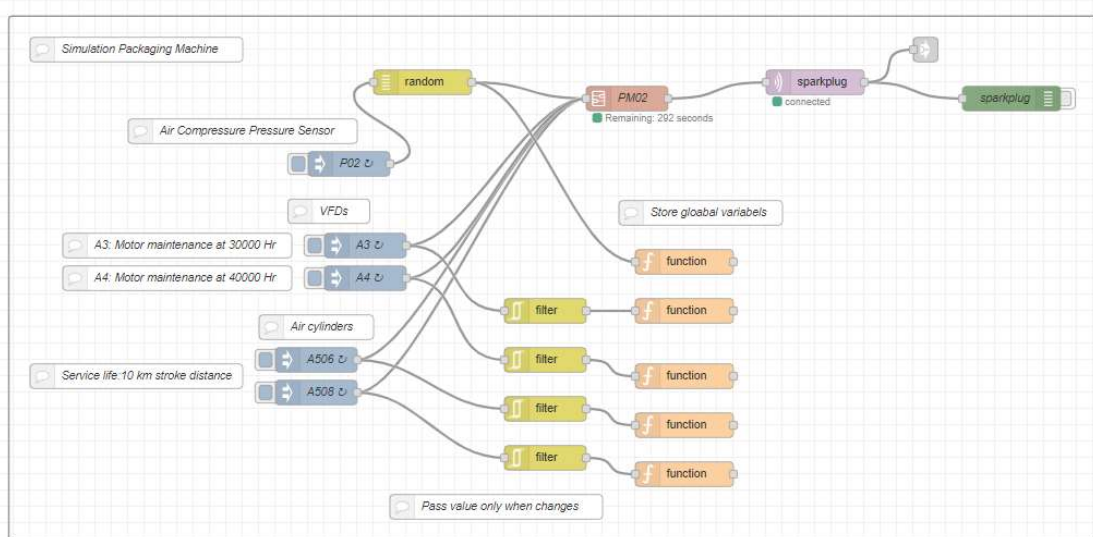 Simulation Packaging Machine
random
PM02
Remaining: 292 seconds
sparkplug
connected
sparkplug
Air Compressure Pressure Sensor
P02 ↻
VFDs
Store gloabal variabels
A3: Motor maintenance at 30000 Hr
A3 ↻
function
A4: Motor maintenance at 40000 Hr
A4 ↻
filter
function
Air cylinders
A506 ↻
filter
function
Service life:10 km stroke distance
A508 ↻
filter
function
filter
function
Pass value only when changes